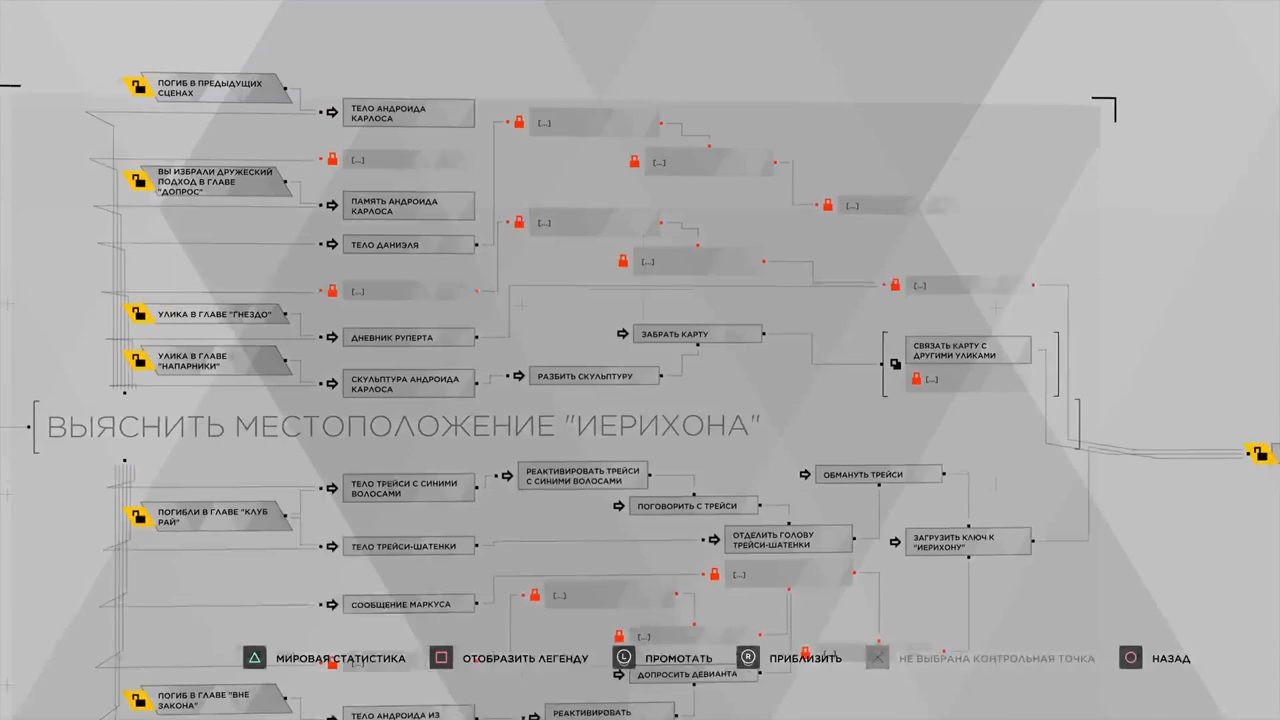 ПОГИБ В ПРЕДЫДУЩИХ
СЦЕНАХ
ТЕЛО АНДРОИДА
КАРЛОСА
[...]
[...]
[...]
ВЫ ИЗБРАЛИ ДРУЖЕСКИЙ
ПОДХОД В ГЛАВЕ
"ДОПРОС"
ПАМЯТЬ АНДРОИДА
КАРЛОСА
[...]
[...]
ТЕЛО ДАНИЭЛЯ
[...]
[...]
[...]
УЛИКА В ГЛАВЕ "ГНЕЗДО"
ДНЕВНИК РУПЕРТА
ЗАБРАТЬ КАРТУ
СВЯЗАТЬ КАРТУ С
ДРУГИМИ УЛИКАМИ
[...]
УЛИКА В ГЛАВЕ
"НАПАРНИКИ"
СКУЛЬПТУРА АНДРОИДА
КАРЛОСА
РАЗБИТЬ СКУЛЬПТУРУ
ВЫЯСНИТЬ МЕСТОПОЛОЖЕНИЕ "ИЕРИХОНА"
ТЕЛО ТРЕЙСИ С СИНИМИ
ВОЛОСАМИ
РЕАКТИВИРОВАТЬ ТРЕЙСИ
С СИНИМИ ВОЛОСАМИ
ОБМАНУТЬ ТРЕЙСИ
ПОГОВОРИТЬ С ТРЕЙСИ
ПОГИБЛИ В ГЛАВЕ "КЛУБ
РАЙ"
ТЕЛО ТРЕЙСИ-ШАТЕНКИ
ОТДЕЛИТЬ ГОЛОВУ
ТРЕЙСИ-ШАТЕНКИ
ЗАГРУЗИТЬ КЛЮЧ К
"ИЕРИХОНУ"
[...]
СООБЩЕНИЕ МАРКУСА
[...]
[...]
МИРОВАЯ СТАТИСТИКА
ОТОБРАЗИТЬ ЛЕГЕНДУ
L
ПРОМОТАТЬ
R
ПРИБЛИЗИТЬ
НЕ ВЫБРАНА КОНТРОЛЬНАЯ ТОЧКА
НАЗАД
ДОПРОСИТЬ ДЕВИАНТА
ПОГИБ В ГЛАВЕ "ВНЕ
ЗАКОНА"
ТЕЛО АНДРОИДА ИЗ
РЕАКТИВИРОВАТЬ